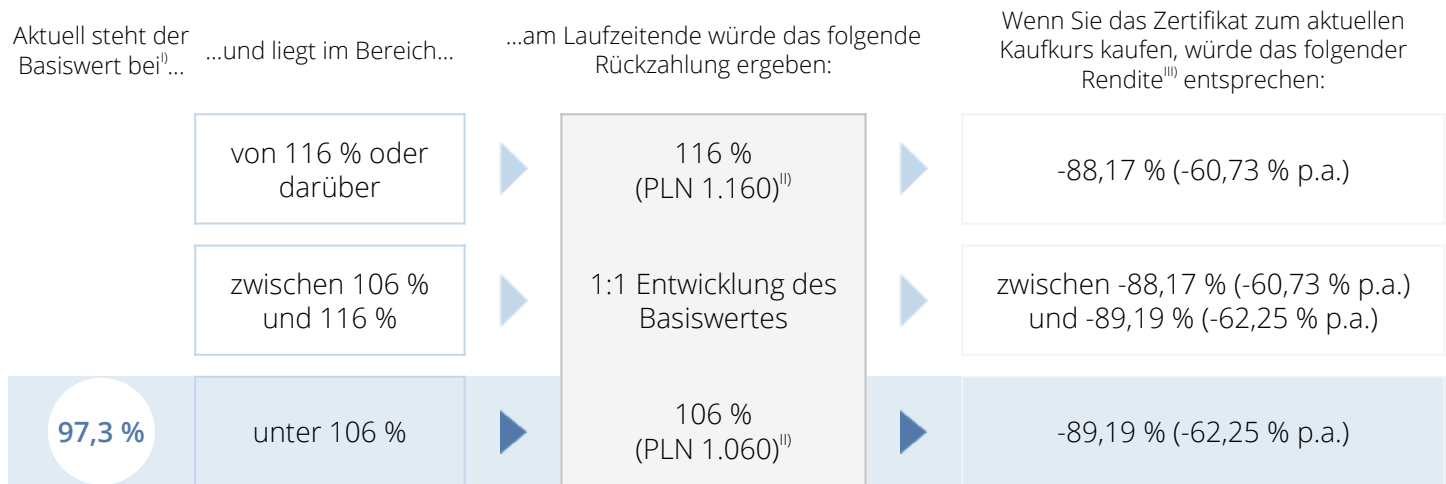 Aktuell steht der
Basiswert bei I)...
...und liegt im Bereich...
...am Laufzeitende würde das folgende
Rückzahlung ergeben:
Wenn Sie das Zertifikat zum aktuellen
Kaufkurs kaufen, würde das folgender
Rendite III) entsprechen:
von 116 % oder
darüber
116 %
(PLN 1.160) II)
-88,17 % (-60,73 % p.a.)
zwischen 106 %
und 116 %
1:1 Entwicklung des
Basiswertes
zwischen -88,17 % (-60,73 % p.a.)
und -89,19 % (-62,25 % p.a.)
97,3 %
unter 106 %
106 %
(PLN 1.060) II)
-89,19 % (-62,25 % p.a.)